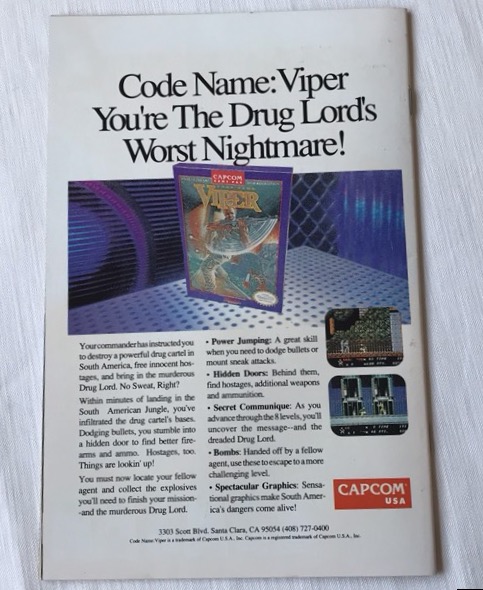 Code Name: Viper
You're The Drug Lord's
Worst Nightmare!
CAPCOM
VIPER
Your commander has instructed you
to destroy a powerful drug cartel in
South America, free innocent hos-
tages, and bring in the murderous
Drug Lord. No Sweat, Right?
Within minutes of landing in the
South American Jungle, you've
infiltrated the drug cartel's bases.
Dodging bullets, you stumble into
a hidden door to find better fire-
arms and ammo. Hostages, too.
Things are lookin' up!
You must now locate your fellow
agent and collect the explosives
you'll need to finish your mission-
-and the murderous Drug Lord.
• Power Jumping: A great skill
when you need to dodge bullets or
mount sneak attacks.
• Hidden Doors: Behind them,
find hostages, additional weapons
and ammunition.
• Secret Communique: As you
advance through the 8 levels, you'll
uncover the message--and the
dreaded Drug Lord.
• Bombs: Handed off by a fellow
agent, use these to escape to a more
challenging level.
• Spectacular Graphics: Sensa-
tional graphics make South Amer-
ica's dangers come alive!
CAPCOM®
USA
3303 Scott Blvd. Santa Clara, CA 95054 (408) 727-0400
Code Name: Viper is a trademark of Capcom U.S.A., Inc. Capcom is a registered trademark of Capcom U.S.A., Inc.